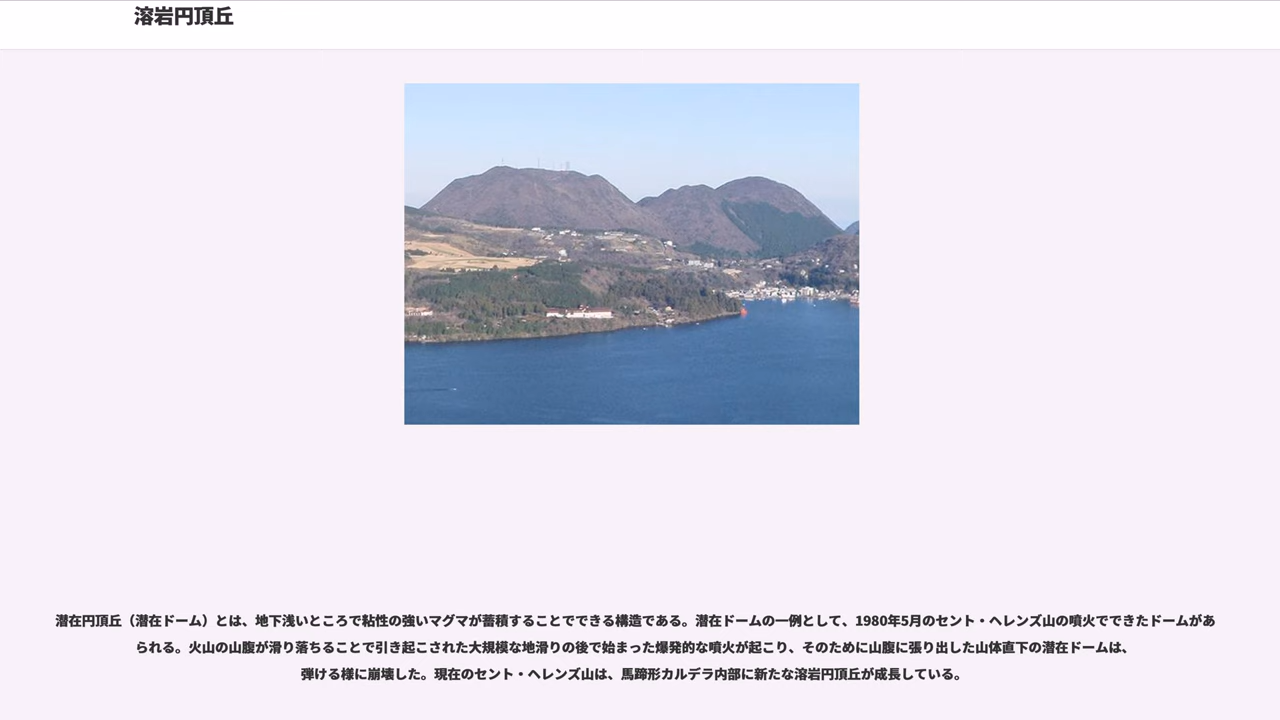 溶岩円頂丘
潜在円頂丘（潜在ドーム）とは、地下浅いところで粘性の強いマグマが蓄積することでできる構造である。潜在ドームの一例として、1980年5月のセント・ヘレンズ山の噴火でできたドームがあ
られる。火山の山腹が滑り落ちることで引き起こされた大規模な地滑りの後で始まった爆発的な噴火が起こり、そのために山腹に張り出した山体直下の潜在ドームは、
弾ける様に崩壊した。現在のセント・ヘレンズ山は、馬蹄形カルデラ内部に新たな溶岩円頂丘が成長している。